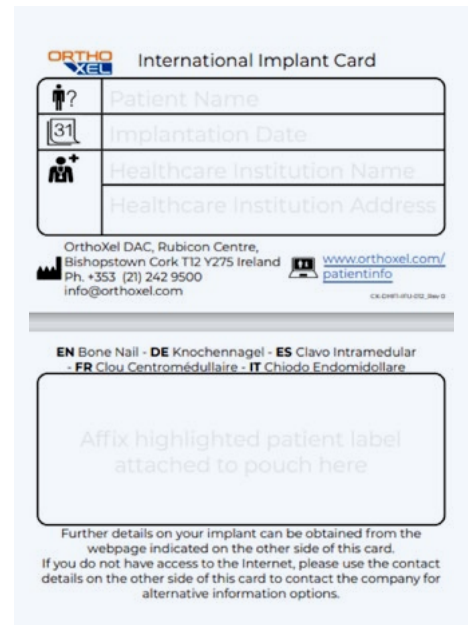 ORTHO
XEL
International Implant Card
?
Patient Name
31
Implantation Date
Healthcare Institution Name
Healthcare Institution Address
OrthoXel DAC, Rubicon Centre,
Bishopstown Cork T12 Y275 Ireland
Ph. +353 (21) 242 9500
info@orthoxel.com
www.orthoxel.com/
patientinfo
EN Bone Nail - DE Knochennagel - ES Clavo Intramedular
- FR Clou Centromédullaire - IT Chiodo Endomidollare
Affix highlighted patient label
attached to pouch here
Further details on your implant can be obtained from the
webpage indicated on the other side of this card.
If you do not have access to the Internet, please use the contact
details on the other side of this card to contact the company for
alternative information options.